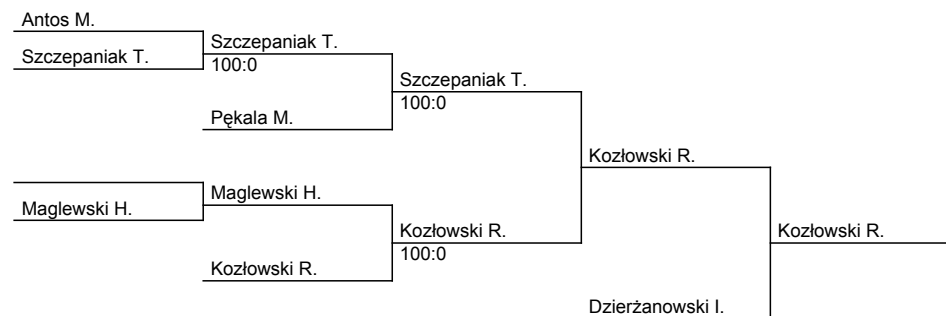 Antos M.
Szczepaniak T.
Szczepaniak T.
100:0
Szczepaniak T.
100:0
Pękala M.
Kozłowski R.
Maglewski H.
Maglewski H.
Kozłowski R.
100:0
Kozłowski R.
Kozłowski R.
Dzierżanowski I.